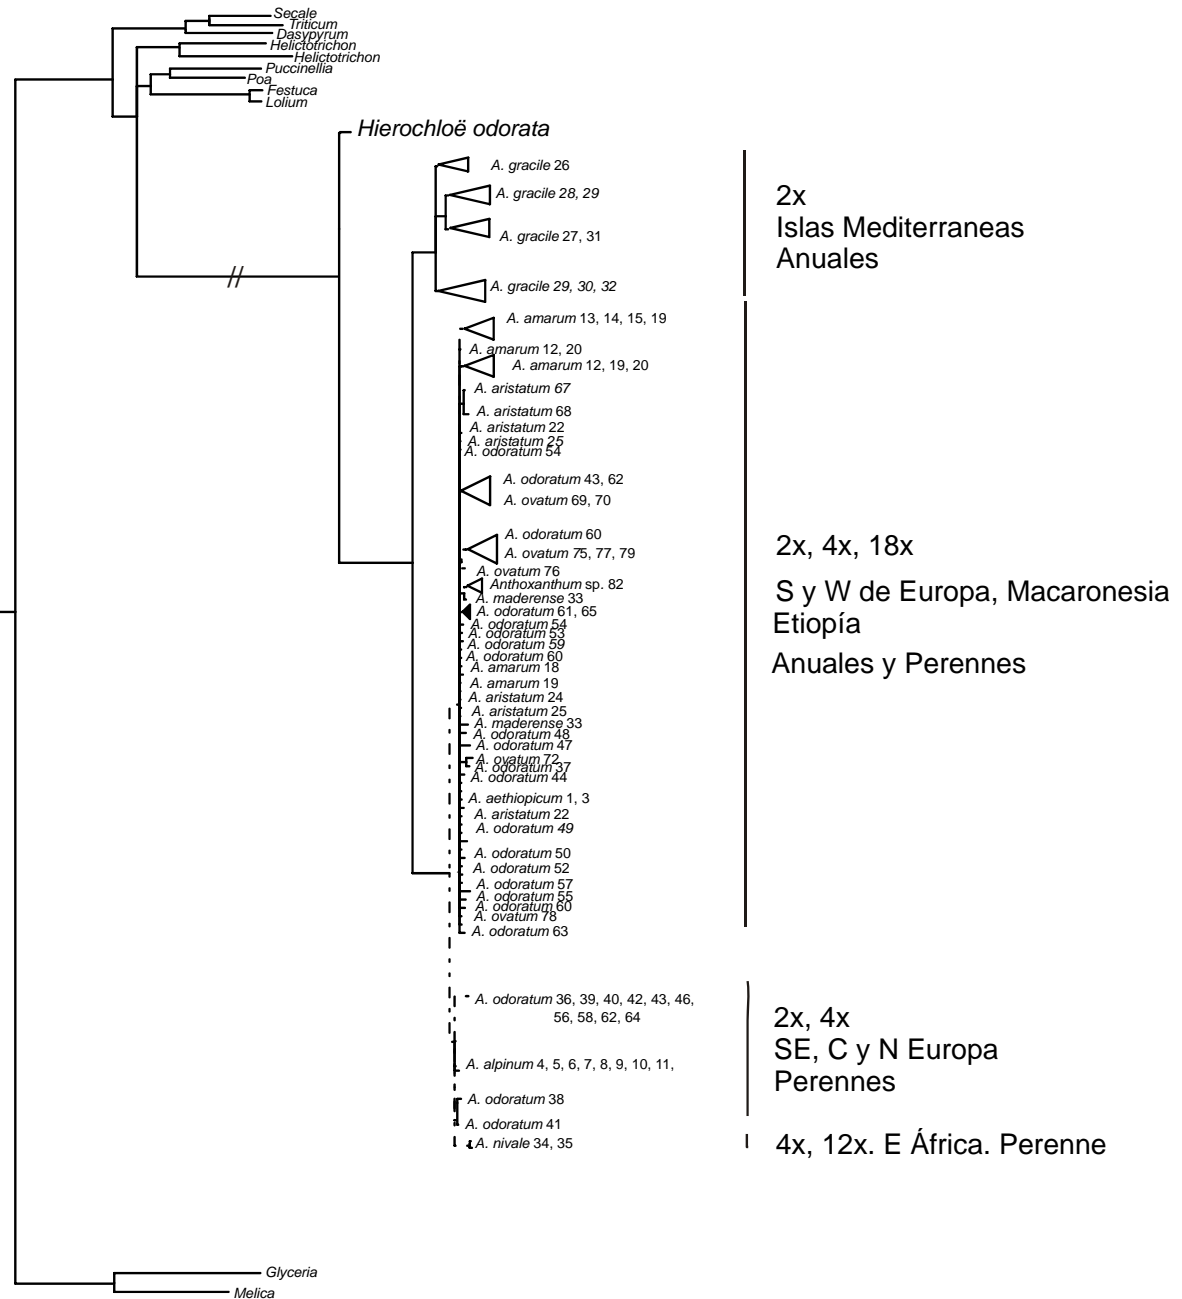 Secale
Triticum
Dasypyrum
Helictotrichon
Helictotrichon
Puccinellia
Poa
Festuca
Lolium
Hierochloë odorata
A. gracile 26
A. gracile 28, 29
A. gracile 27, 31
A. gracile 29, 30, 32
2x
Islas Mediterraneas
Anuales
A. amarum 13, 14, 15, 19
A. amarum 12, 20
A. amarum 12, 19, 20
A. aristatum 67
A. aristatum 68
A. aristatum 22
A. aristatum 25
A. odoratum 54
A. odoratum 43, 62
A. ovatum 69, 70
A. odoratum 60
A. ovatum 75, 77, 79
A. ovatum 76
Anthoxanthum sp. 82
A. maderense 33
A. odoratum 61, 65
A. odoratum 54
A. odoratum 53
A. odoratum 59
A. odoratum 60
A. amarum 18
A. amarum 19
A. aristatum 24
A. aristatum 25
A. maderense 33
A. odoratum 48
A. odoratum 47
A. ovatum 72
A. odoratum 37
A. odoratum 44
A. aethiopicum 1, 3
A. aristatum 22
A. odoratum 49
A. odoratum 50
A. odoratum 52
A. odoratum 57
A. odoratum 55
A. odoratum 60
A. ovatum 78
A. odoratum 63
2x, 4x, 18x
S y W de Europa, Macaronesia
Etiopía
Anuales y Perennes
A. odoratum 36, 39, 40, 42, 43, 46,
56, 58, 62, 64
A. alpinum 4, 5, 6, 7, 8, 9, 10, 11,
A. odoratum 38
A. odoratum 41
2x, 4x
SE, C y N Europa
Perennes
A. nivale 34, 35
4x, 12x. E África. Perenne
Glyceria
Melica